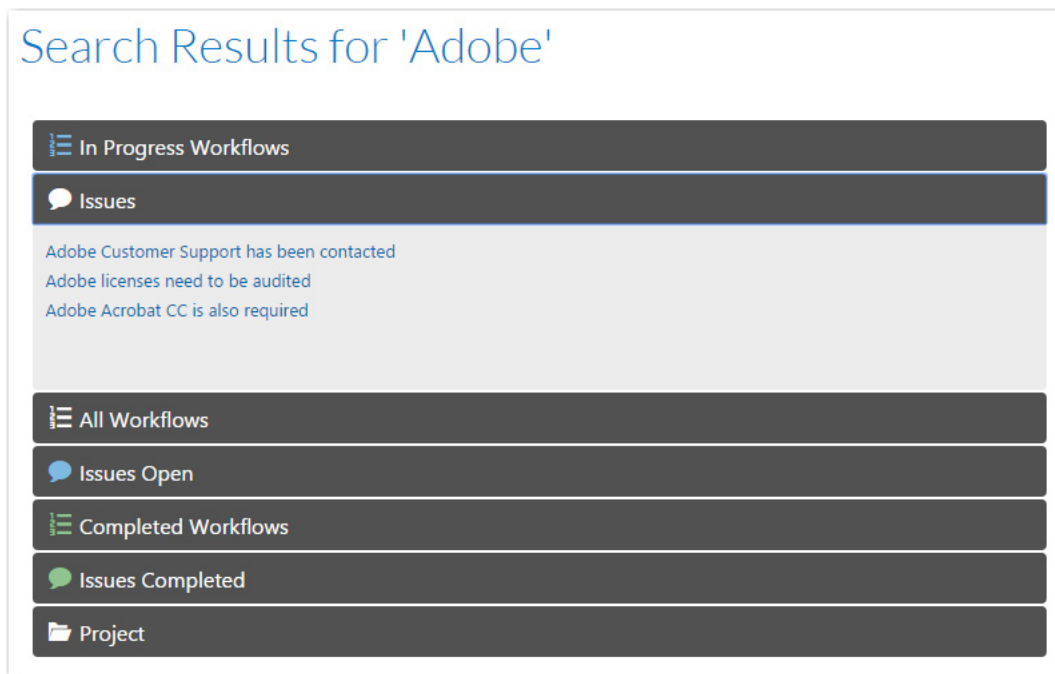 Search Results for 'Adobe'
In Progress Workflows
Issues
Adobe Customer Support has been contacted
Adobe licenses need to be audited
Adobe Acrobat CC is also required
All Workflows
Issues Open
Completed Workflows
Issues Completed
Project